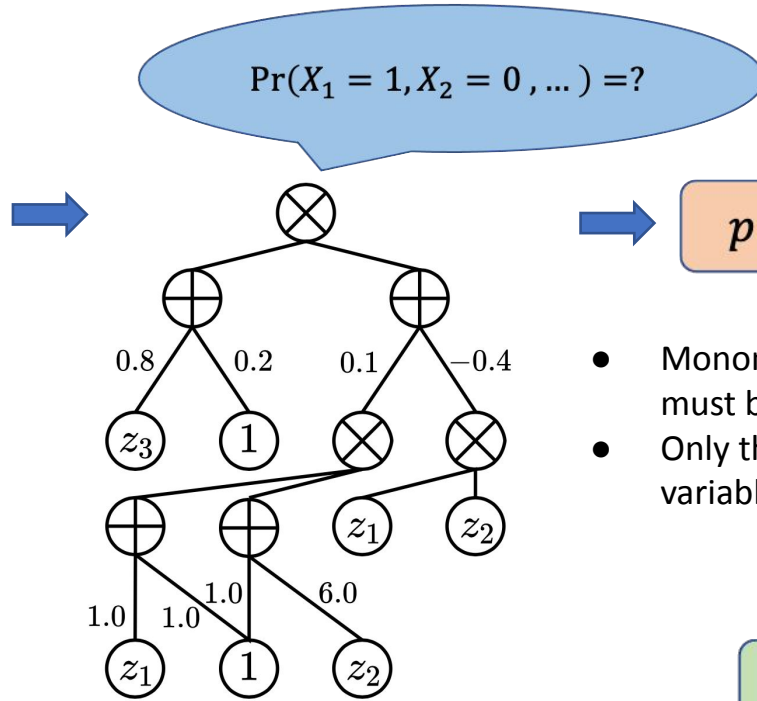 Pr(X₁ = 1, X₂ = 0 , … ) =?
p
0.8 0.2 0.1 −0.4
z₃ 1
●
must b
● Only th
variabl
z₁ z₂
1.0 1.0 1.0 6.0
z₁ 1 z₂